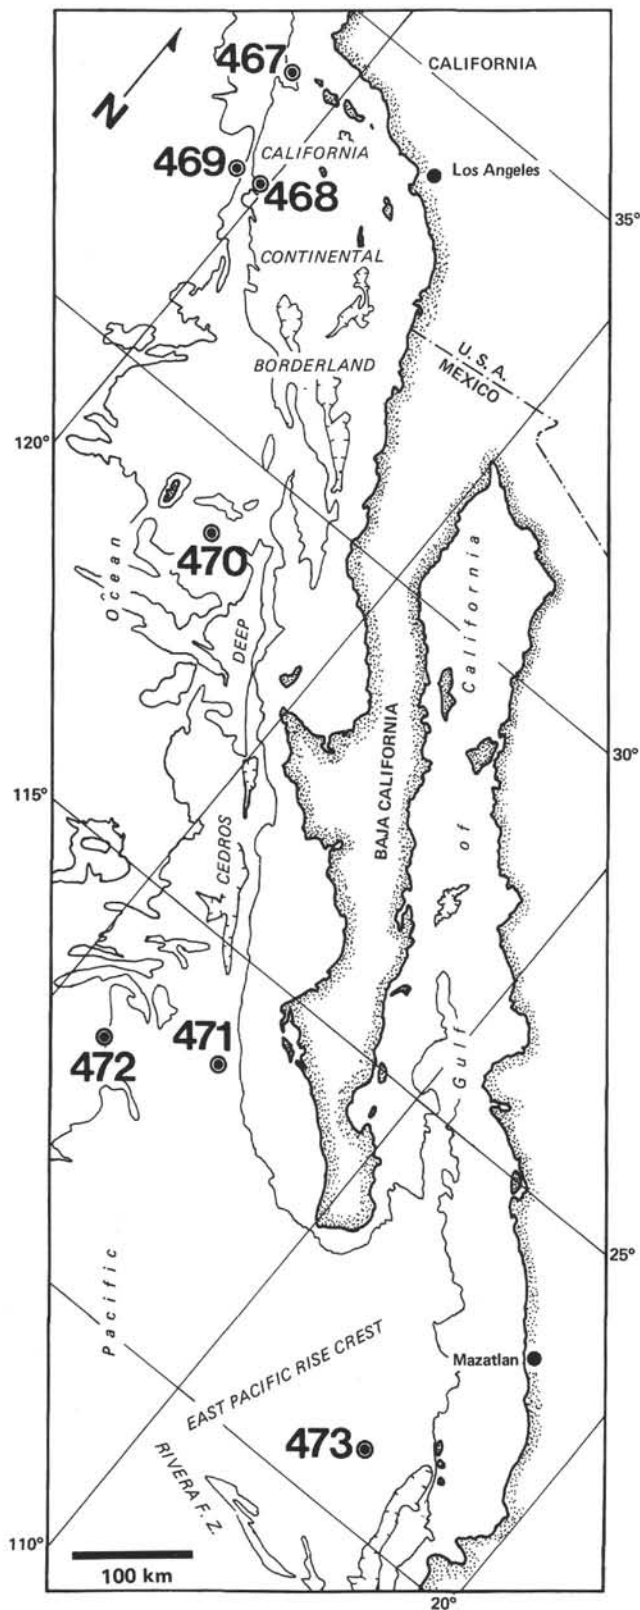 467
CALIFORNIA
N
469
CALIFORNIA
Los Angeles
468
35°
CONTINENTAL
U.S.A.
MEXICO
BORDERLAND
120°
470
Ocean
California
DEEP
BAJA CALIFORNIA
30°
115°
of
CEDROS
Gulf
471
472
25°
Pacific
EAST PACIFIC RISE CREST
Mazatlan
473
RIVERA F. Z.
110°
100 km
20°